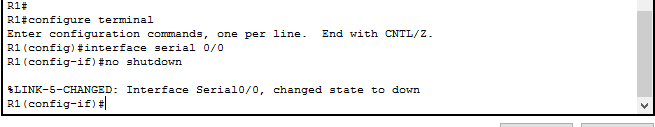 R1#
R1#configure terminal
Enter configuration commands, one per line.  End with CNTL/Z.
R1(config)#interface serial 0/0
R1(config-if)#no shutdown
%LINK-5-CHANGED: Interface Serial0/0, changed state to down
R1(config-if)#